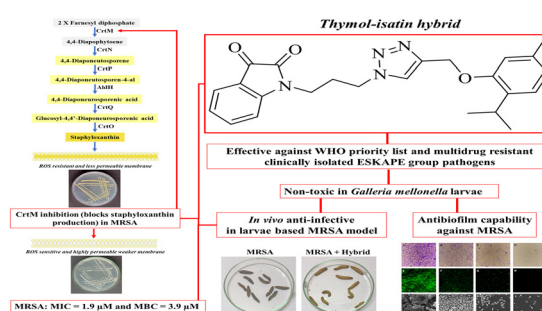 2 X Farnesyl diphosphate
CrtM
4,4-Diapophytoene
CrtN
4,4-Diaponeutosporene
CrtP
4,4-Diaponeutosporen-4-al
AldH
4,4-Diaponeurosporenic acid
CrtQ
Glucosyl-4,4'-Diaponeurosporenic acid
CrtO
Staphyloxanthin
ROS resistant and less permeable membrane
CrtM inhibition (blocks staphyloxanthin
production) in MRSA
ROS sensitive and highly permeable weaker membrane
MRSA: MIC = 1.9 µM and MBC = 3.9 µM
Thymol-isatin hybrid
O
O
N
N=N
N
O
Effective against WHO priority list and multidrug resistant
clinically isolated ESKAPE group pathogens
Non-toxic in Galleria mellonella larvae
In vivo anti-infective
in larvae based MRSA model
Antibiofilm capability
against MRSA
MRSA
MRSA + Hybrid